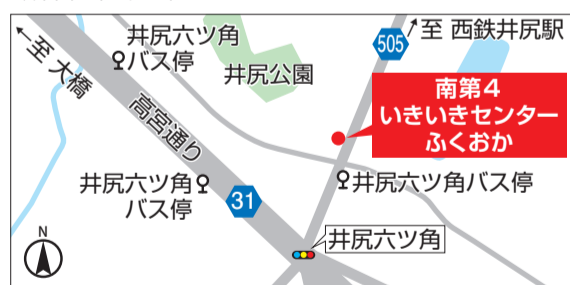 ←至 大橋
井尻六ツ角
バス停
井尻公園
505
↗至 西鉄井尻駅
南第4
いきいきセンター
ふくおか
高宮通り
井尻六ツ角
バス停
31
井尻六ツ角バス停
井尻六ツ角
N